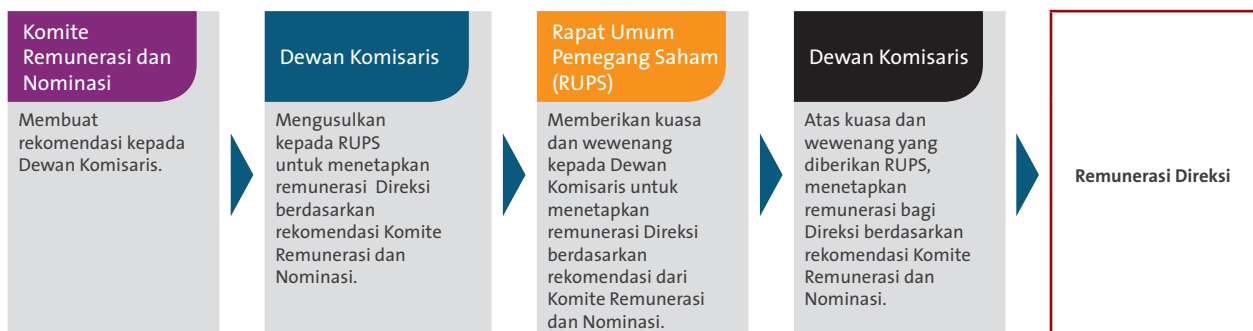 Komite
Remunerasi dan
Nominasi
Membuat
rekomendasi kepada
Dewan Komisaris.
Dewan Komisaris
Mengusulkan
kepada RUPS
untuk menetapkan
remunerasi Direksi
berdasarkan
rekomendasi Komite
Remunerasi dan
Nominasi.
Rapat Umum
Pemegang Saham
(RUPS)
Memberikan kuasa
dan wewenang
kepada Dewan
Komisaris untuk
menetapkan
remunerasi Direksi
berdasarkan
rekomendasi dari
Komite Remunerasi
dan Nominasi.
Dewan Komisaris
Atas kuasa dan
wewenang yang
diberikan RUPS,
menetapkan
remunerasi bagi
Direksi berdasarkan
rekomendasi Komite
Remunerasi dan
Nominasi.
Remunerasi Direksi